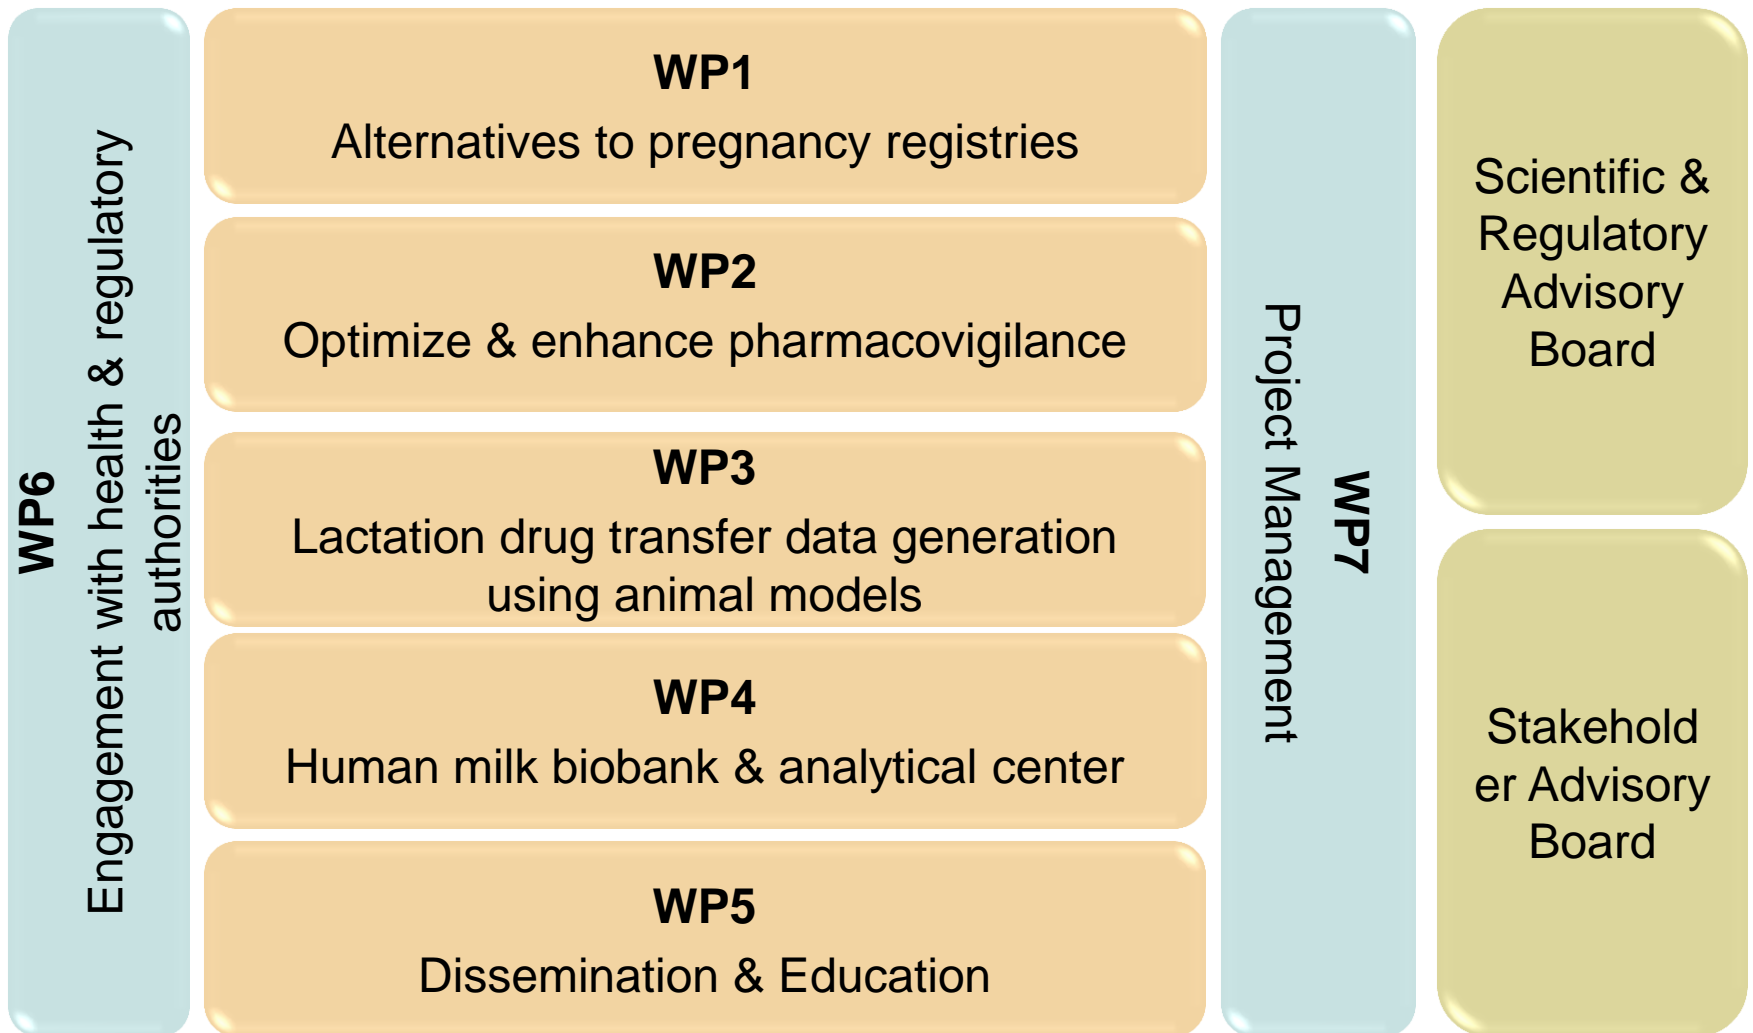 WP6
Engagement with health & regulatory
authorities
WP1
Alternatives to pregnancy registries
WP2
Optimize & enhance pharmacovigilance
WP3
Lactation drug transfer data generation
using animal models
WP4
Human milk biobank & analytical center
WP5
Dissemination & Education
WP7
Project Management
Scientific &
Regulatory
Advisory
Board
Stakehold
er Advisory
Board